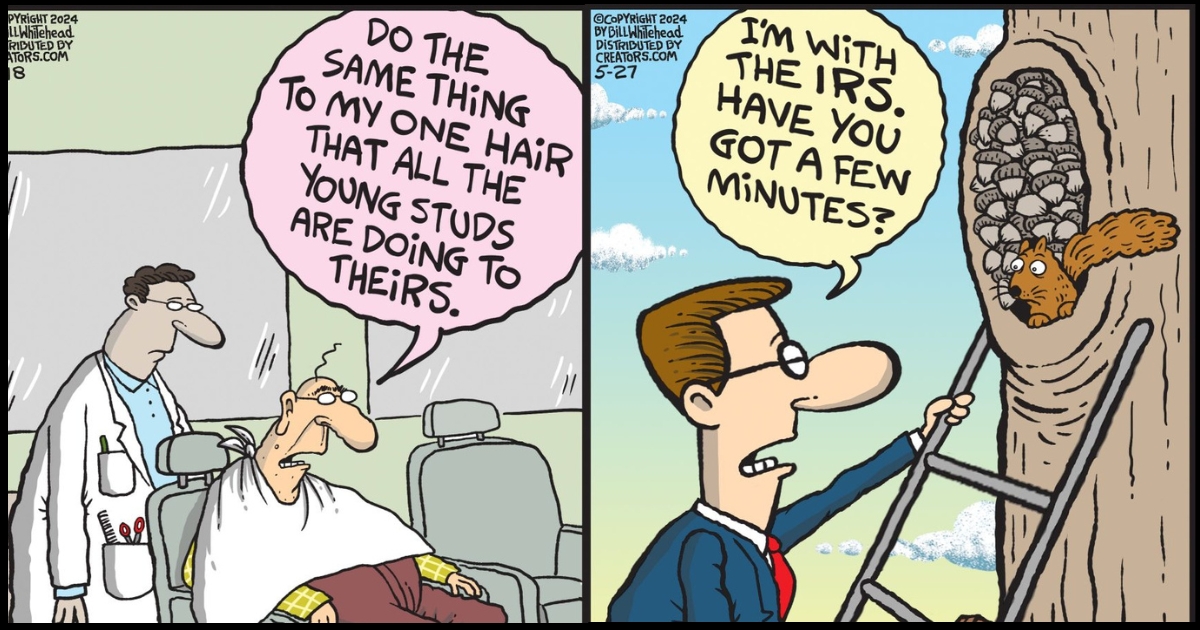 PYRIGHT 2024
ILLWhitehead.
TRIBUTED BY
ATORS.COM
18
DO THE
SAME THiNG
TO MY ONE HAiR
THAT ALL THE
YOUNG STUDS
ARE DOiNG TO
THEiRS.
©COPYRIGHT 2024
BY BillWhitehead.
DISTRIBUTED BY
CREATORS.COM
5-27
I'M WiTH
THE IRS.
HAVE YOU
GOT A FEW
MiNUTES?